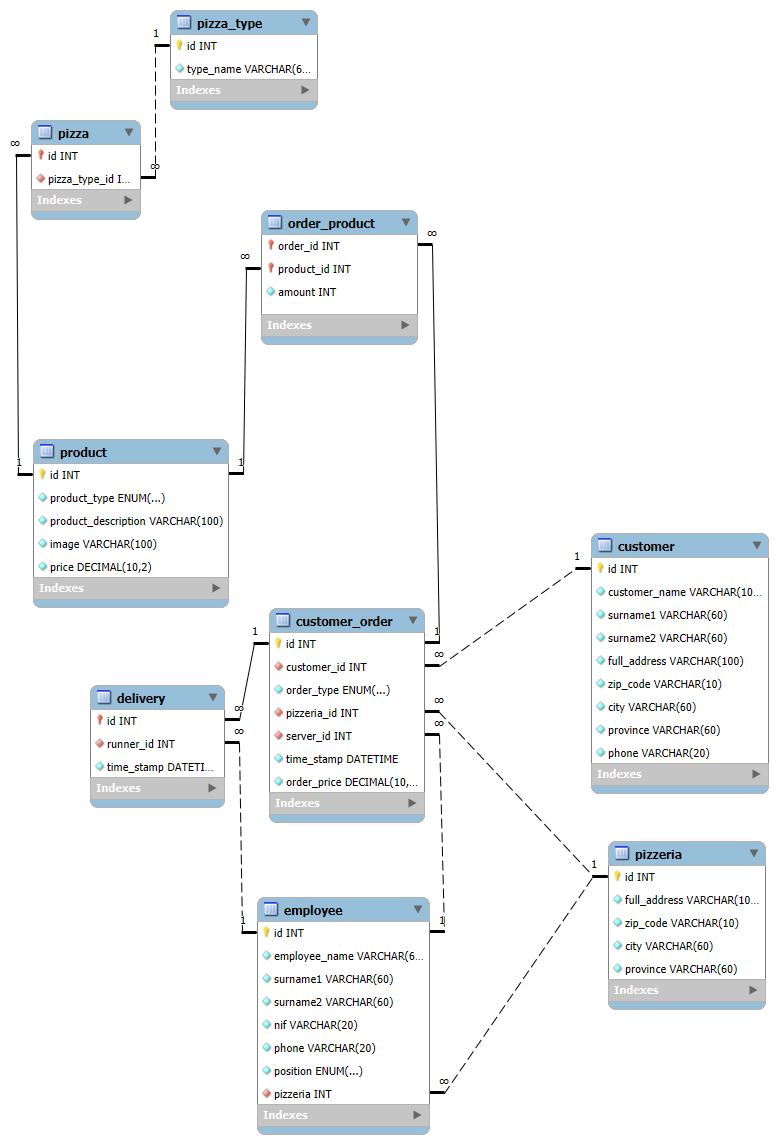 pizza_type
id INT
type_name VARCHAR(6...
Indexes
1
∞
pizza
id INT
pizza_type_id I...
Indexes
∞
1
order_product
order_id INT
product_id INT
amount INT
Indexes
∞
∞
1
1
product
id INT
product_type ENUM(...)
product_description VARCHAR(100)
image VARCHAR(100)
price DECIMAL(10,2)
Indexes
customer
id INT
customer_name VARCHAR(10...
surname1 VARCHAR(60)
surname2 VARCHAR(60)
full_address VARCHAR(100)
zip_code VARCHAR(10)
city VARCHAR(60)
province VARCHAR(60)
phone VARCHAR(20)
Indexes
1
∞
customer_order
id INT
customer_id INT
order_type ENUM(...)
pizzeria_id INT
server_id INT
time_stamp DATETIME
order_price DECIMAL(10,...
Indexes
1
∞
∞
∞
delivery
id INT
runner_id INT
time_stamp DATETI...
Indexes
∞
1
1
pizzeria
id INT
full_address VARCHAR(10...
zip_code VARCHAR(10)
city VARCHAR(60)
province VARCHAR(60)
Indexes
1
employee
id INT
employee_name VARCHAR(6...
surname1 VARCHAR(60)
surname2 VARCHAR(60)
nif VARCHAR(20)
phone VARCHAR(20)
position ENUM(...)
pizzeria INT
Indexes
∞